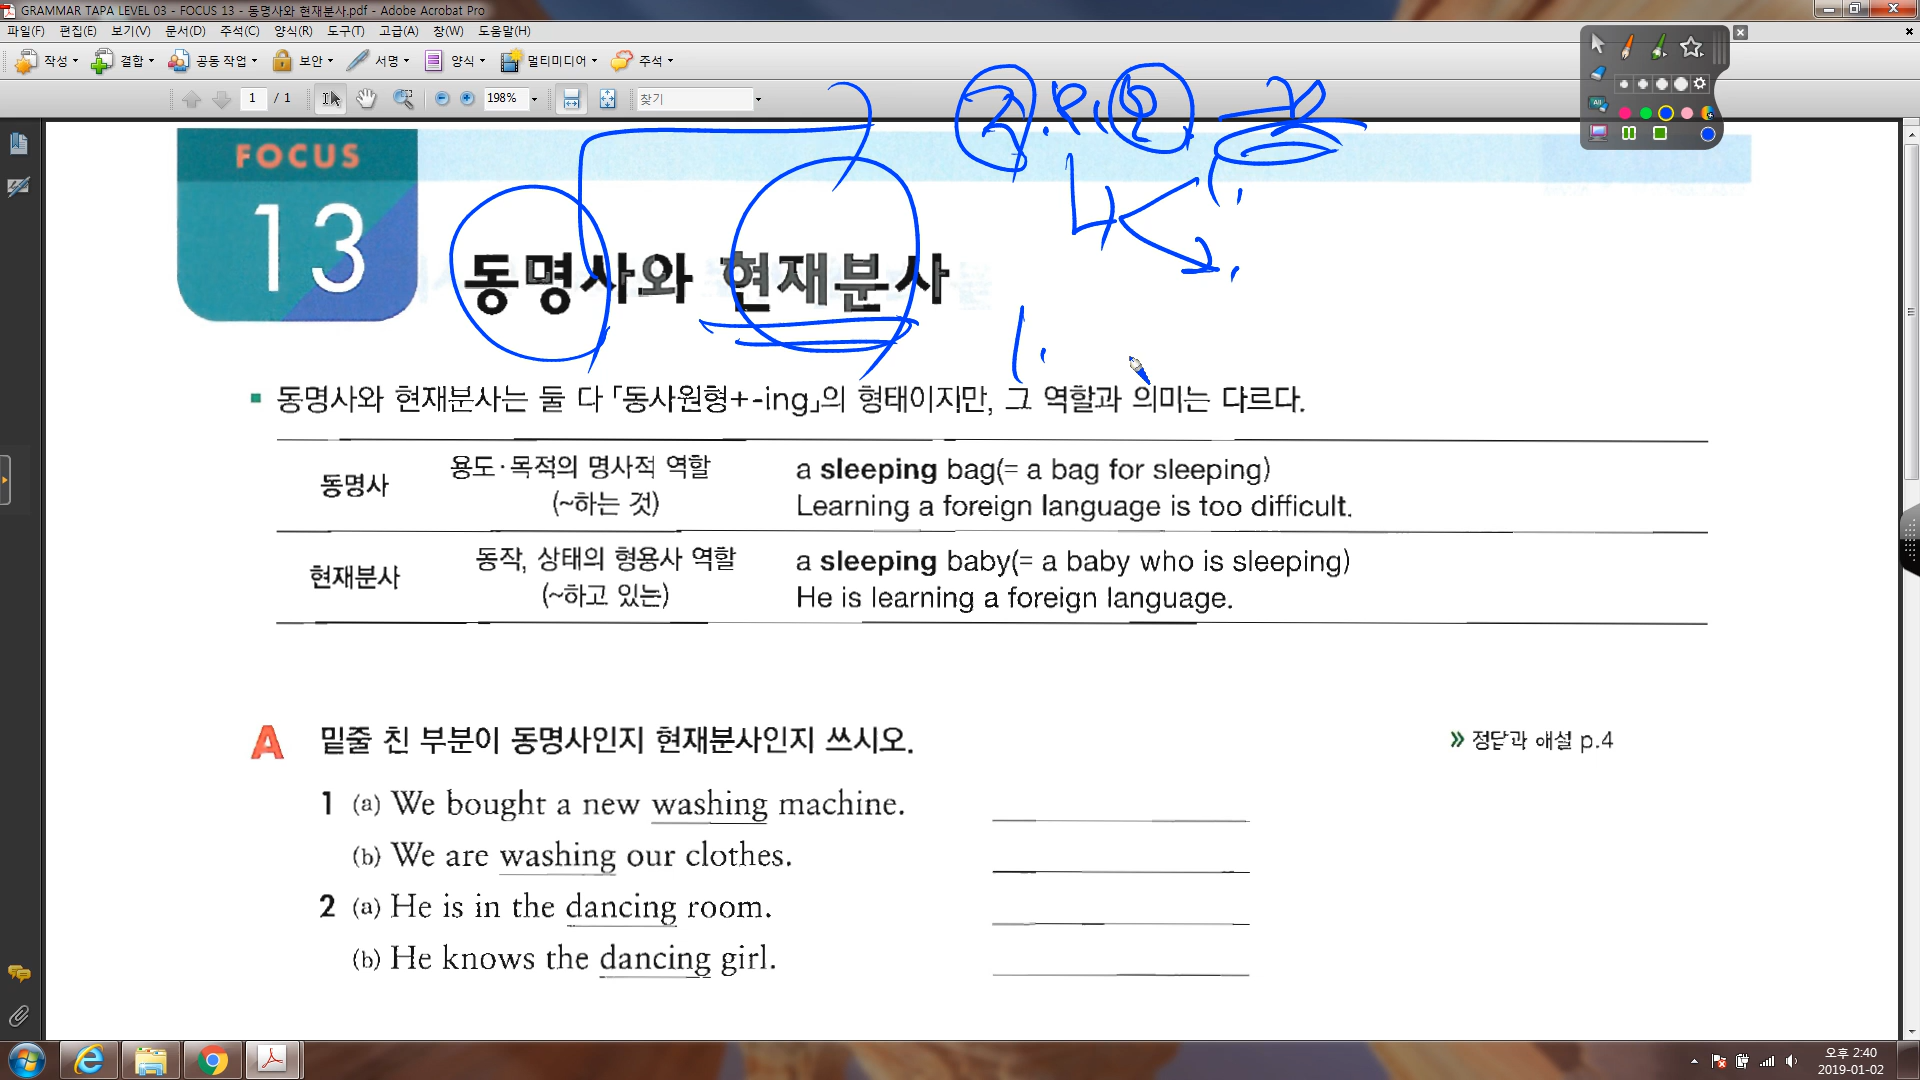 GRAMMAR TAPA LEVEL 03 - FOCUS 13 - 동명사와 현재분사.pdf - Adobe Acrobat Pro
파일(F) 편집(E) 보기(V) 문서(D) 주석(C) 양식(R) 도구(T) 고급(A) 창(W) 도움말(H)
작성 결합 공동 작업 보안 서명 양식 멀티미디어 주석
1 / 1 198% 찾기
FOCUS
13
동명사와 현재분사
동명사와 현재분사는 둘 다 「동사원형+-ing」의 형태이지만, 그 역할과 의미는 다르다.
동명사 용도·목적의 명사적 역할 (~하는 것)
a sleeping bag(= a bag for sleeping)
Learning a foreign language is too difficult.
현재분사 동작, 상태의 형용사 역할 (~하고 있는)
a sleeping baby(= a baby who is sleeping)
He is learning a foreign language.
A 밑줄 친 부분이 동명사인지 현재분사인지 쓰시오.
» 정답과 해설 p.4
1 (a) We bought a new washing machine.
(b) We are washing our clothes.
2 (a) He is in the dancing room.
(b) He knows the dancing girl.
오후 2:40
2019-01-02